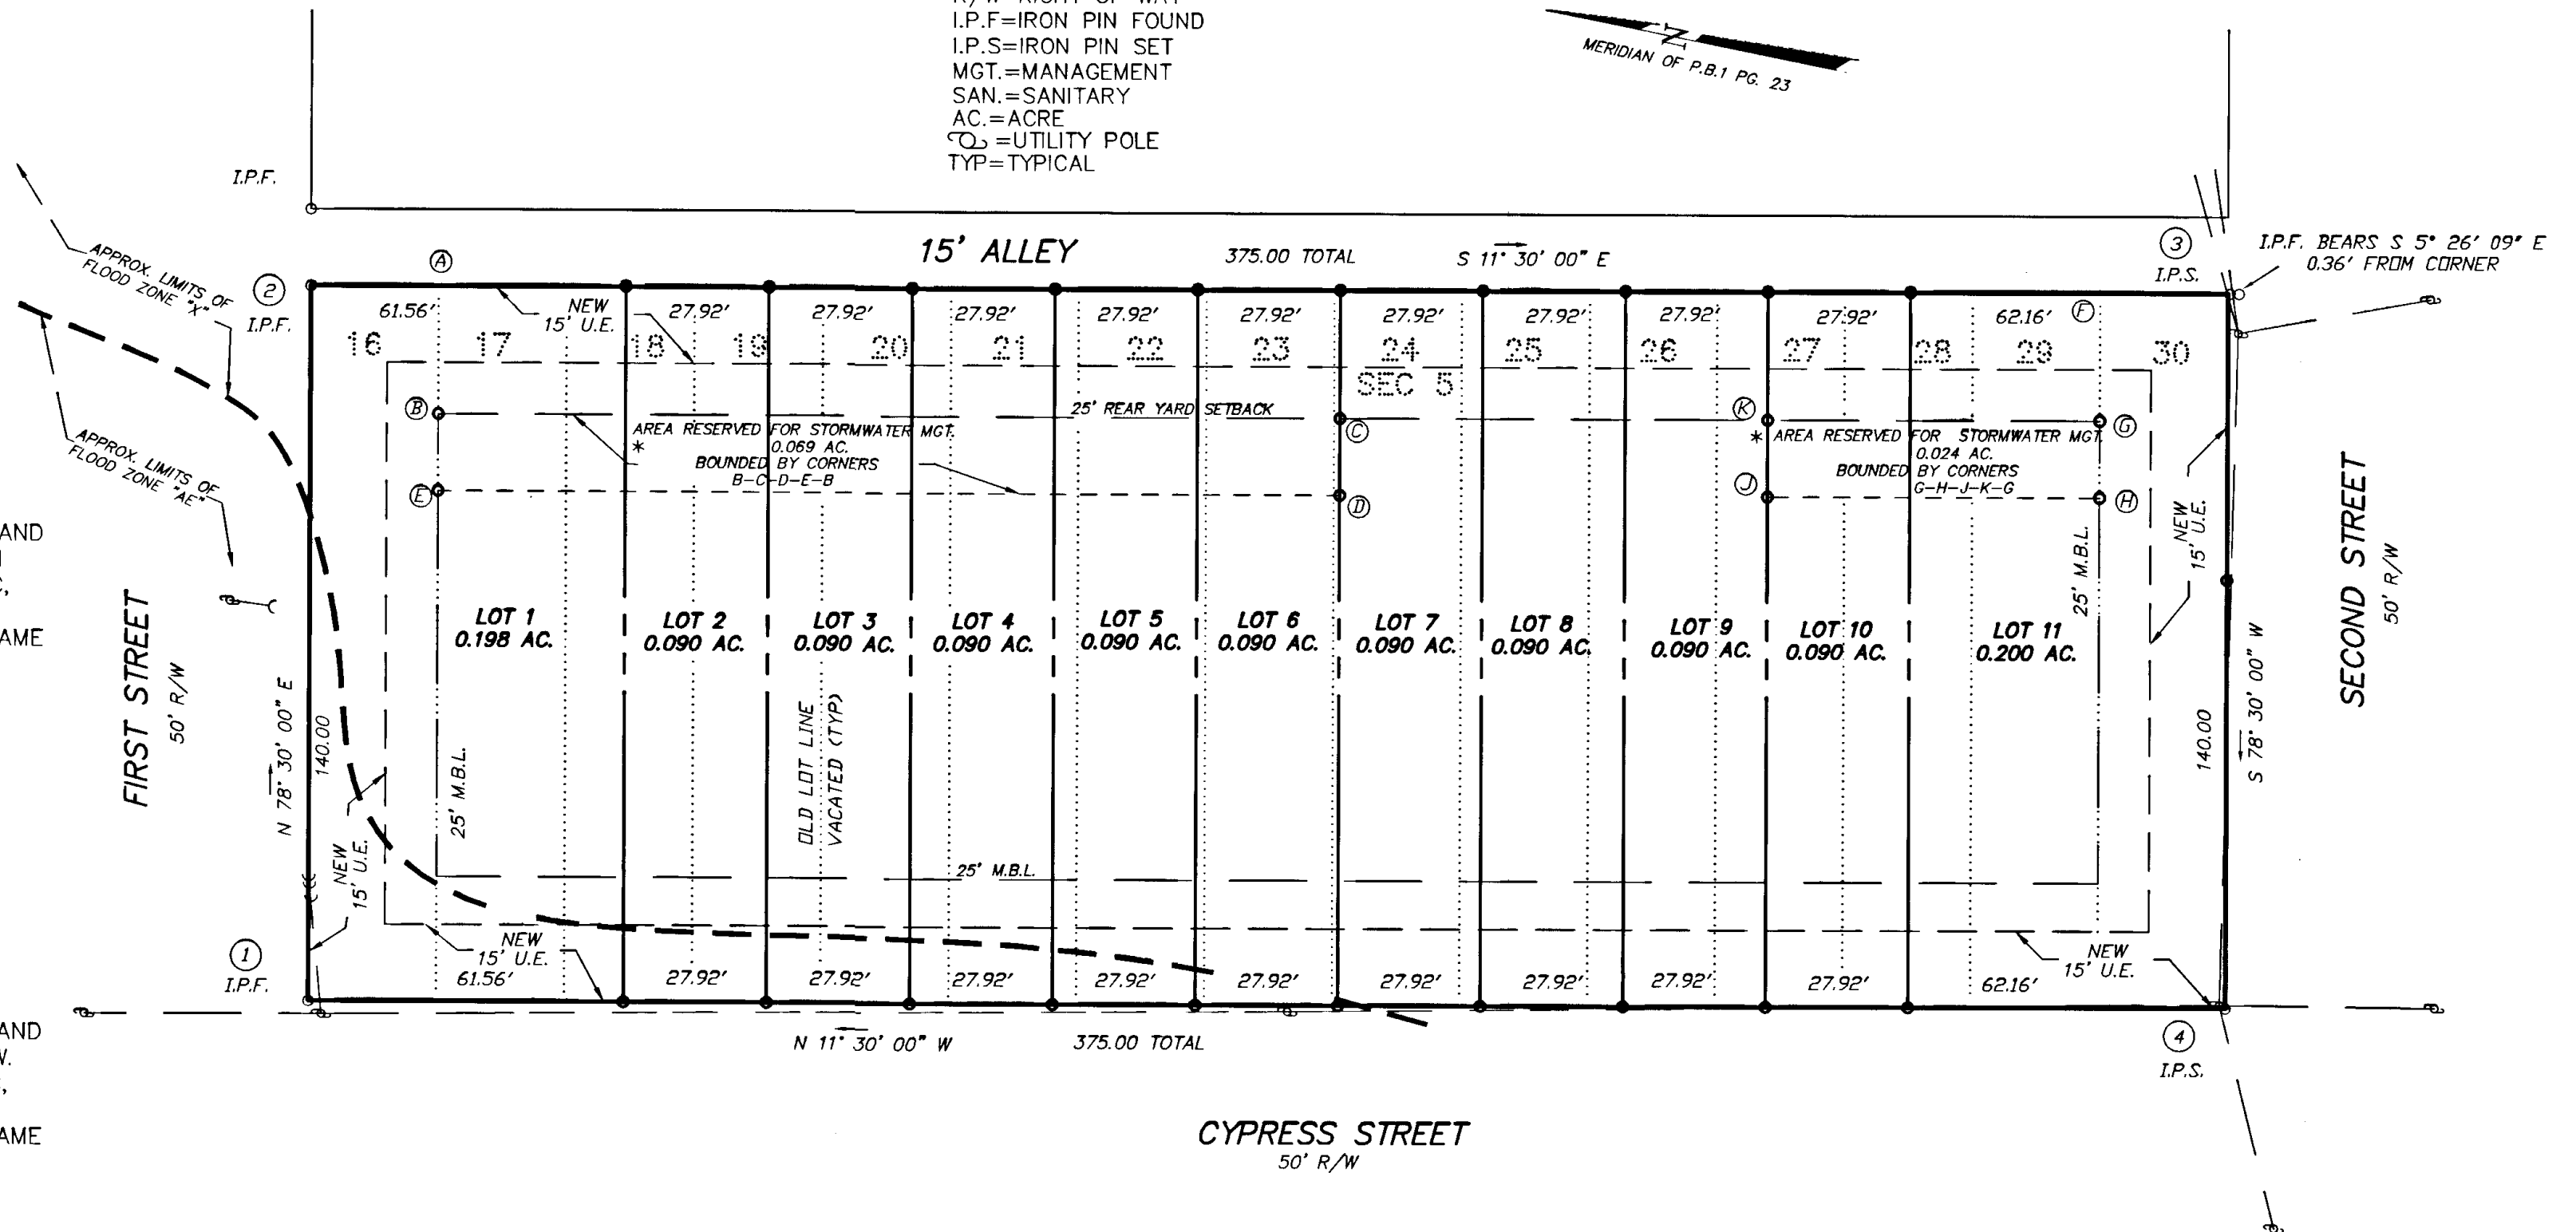 I.P.F=IRON PIN FOUND
I.P.S=IRON PIN SET
MGT.=MANAGEMENT
SAN.=SANITARY
AC.=ACRE
=UTILITY POLE
TYP=TYPICAL
N
MERIDIAN OF P.B.1 PG. 23
I.P.F.
15' ALLEY
375.00 TOTAL
S 11° 30' 00" E
3
I.P.S.
I.P.F. BEARS S 5° 26' 09" E
0.36' FROM CORNER
APPROX. LIMITS OF
FLOOD ZONE "X"
APPROX. LIMITS OF
FLOOD ZONE "AE"
2
I.P.F.
A
61.56'
NEW
15' U.E.
27.92'
27.92'
27.92'
27.92'
27.92'
27.92'
27.92'
27.92'
27.92'
62.16'
F
16 17 18 19 20 21 22 23 24 25 26 27 28 29 30
SEC 5
B
25' REAR YARD SETBACK
C
K
G
AREA RESERVED FOR STORMWATER MGT.
* 0.069 AC.
BOUNDED BY CORNERS
B-C-D-E-B
* AREA RESERVED FOR STORMWATER MGT.
0.024 AC.
BOUNDED BY CORNERS
G-H-J-K-G
E
D
J
H
LOT 1
0.198 AC.
LOT 2
0.090 AC.
LOT 3
0.090 AC.
LOT 4
0.090 AC.
LOT 5
0.090 AC.
LOT 6
0.090 AC.
LOT 7
0.090 AC.
LOT 8
0.090 AC.
LOT 9
0.090 AC.
LOT 10
0.090 AC.
LOT 11
0.200 AC.
FIRST STREET
50' R/W
N 78° 30' 00" E
140.00
NEW
15' U.E.
25' M.B.L.
OLD LOT LINE
VACATED (TYP)
25' M.B.L.
25' M.B.L.
NEW
15' U.E.
140.00
S 78° 30' 00" W
SECOND STREET
50' R/W
AND
AME
AND
W.
AME
1
I.P.F.
NEW
15' U.E.
61.56'
27.92'
27.92'
27.92'
27.92'
27.92'
27.92'
27.92'
27.92'
27.92'
62.16'
NEW
15' U.E.
N 11° 30' 00" W
375.00 TOTAL
4
I.P.S.
CYPRESS STREET
50' R/W